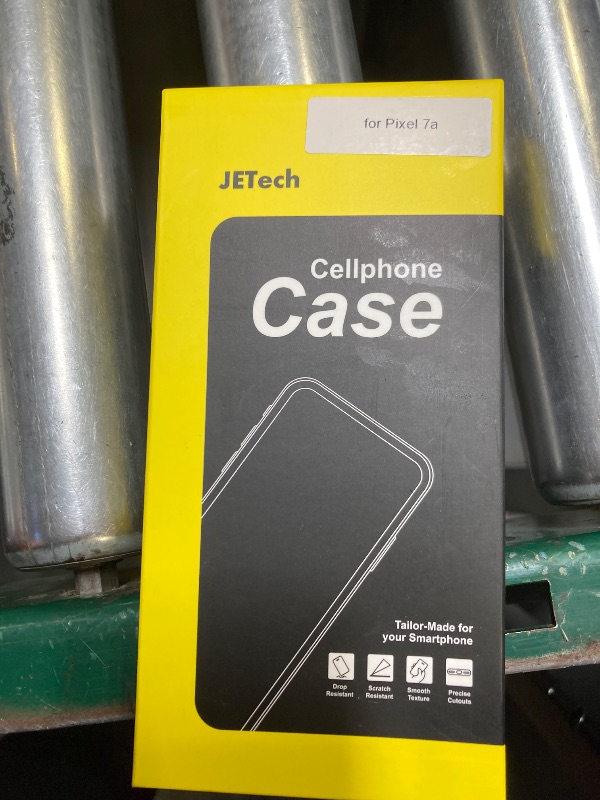 for Pixel 7a
JETech
Cellphone
Case
Tailor-Made for
your Smartphone
Drop
Resistant
Scratch
Resistant
Smooth
Texture
Precise
Cutouts